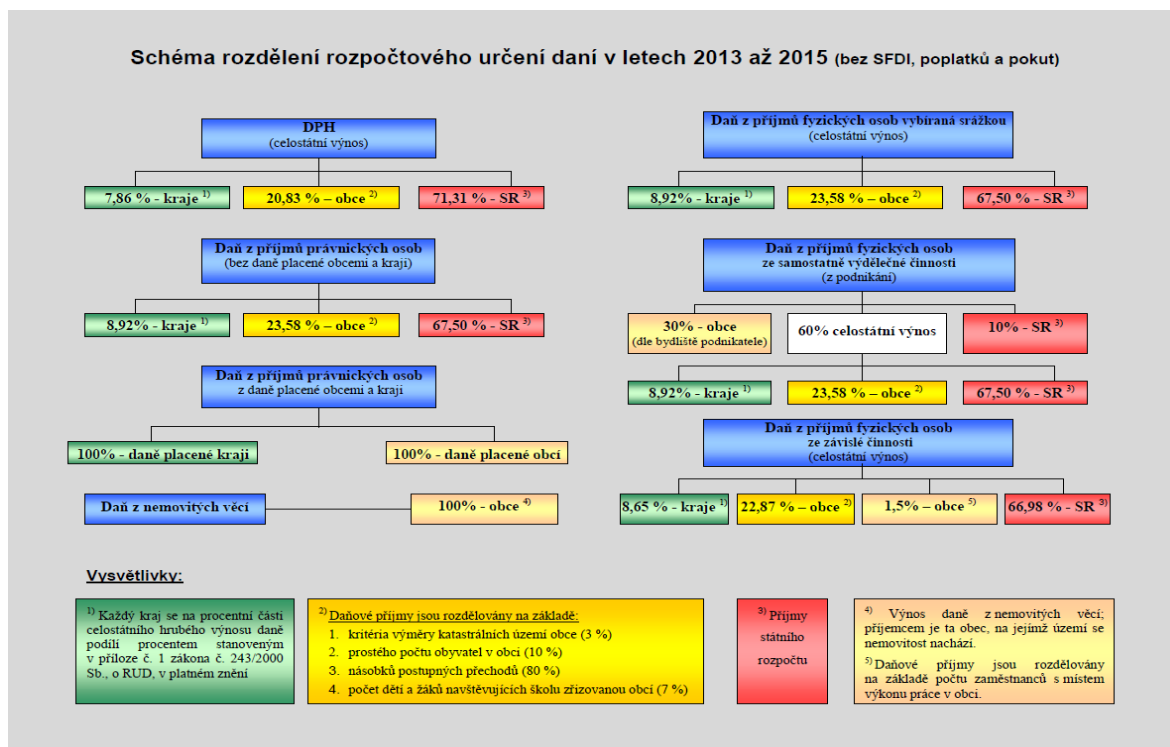 Schéma rozdělení rozpočtového určení daní v letech 2013 až 2015 (bez SFDI, poplatků a pokut)
DPH
(celostátní výnos)
7,86 % - kraje 1)
20,83 % – obce 2)
71,31 % - SR 3)
Daň z příjmů právnických osob
(bez daně placené obcemi a kraji)
8,92% - kraje 1)
23,58 % – obce 2)
67,50 % - SR 3)
Daň z příjmů právnických osob
z daně placené obcemi a kraji
100% - daně placené kraji
100% - daně placené obcí
Daň z nemovitých věcí
100% - obce 4)
Daň z příjmů fyzických osob vybíraná srážkou
(celostátní výnos)
8,92% - kraje 1)
23,58 % – obce 2)
67,50 % - SR 3)
Daň z příjmů fyzických osob
ze samostatně výdělečné činnosti
(z podnikání)
30% - obce
(dle bydliště podnikatele)
60% celostátní výnos
10% - SR 3)
8,92% - kraje 1)
23,58 % – obce 2)
67,50 % - SR 3)
Daň z příjmů fyzických osob
ze závislé činnosti
(celostátní výnos)
8,65 % - kraje 1)
22,87 % – obce 2)
1,5% – obce 5)
66,98 % - SR 3)
Vysvětlivky:
1) Každý kraj se na procentní části
celostátního hrubého výnosu daně
podílí procentem stanoveným
v příloze č. 1 zákona č. 243/2000
Sb., o RUD, v platném znění
2) Daňové příjmy jsou rozdělovány na základě:
1. kritéria výměry katastrálních území obce (3 %)
2. prostého počtu obyvatel v obci (10 %)
3. násobků postupných přechodů (80 %)
4. počet dětí a žáků navštěvujících školu zřizovanou obcí (7 %)
3) Příjmy
státního
rozpočtu
4) Výnos daně z nemovitých věcí;
příjemcem je ta obec, na jejímž území se
nemovitost nachází.
5) Daňové příjmy jsou rozdělovány
na základě počtu zaměstnanců s místem
výkonu práce v obci.